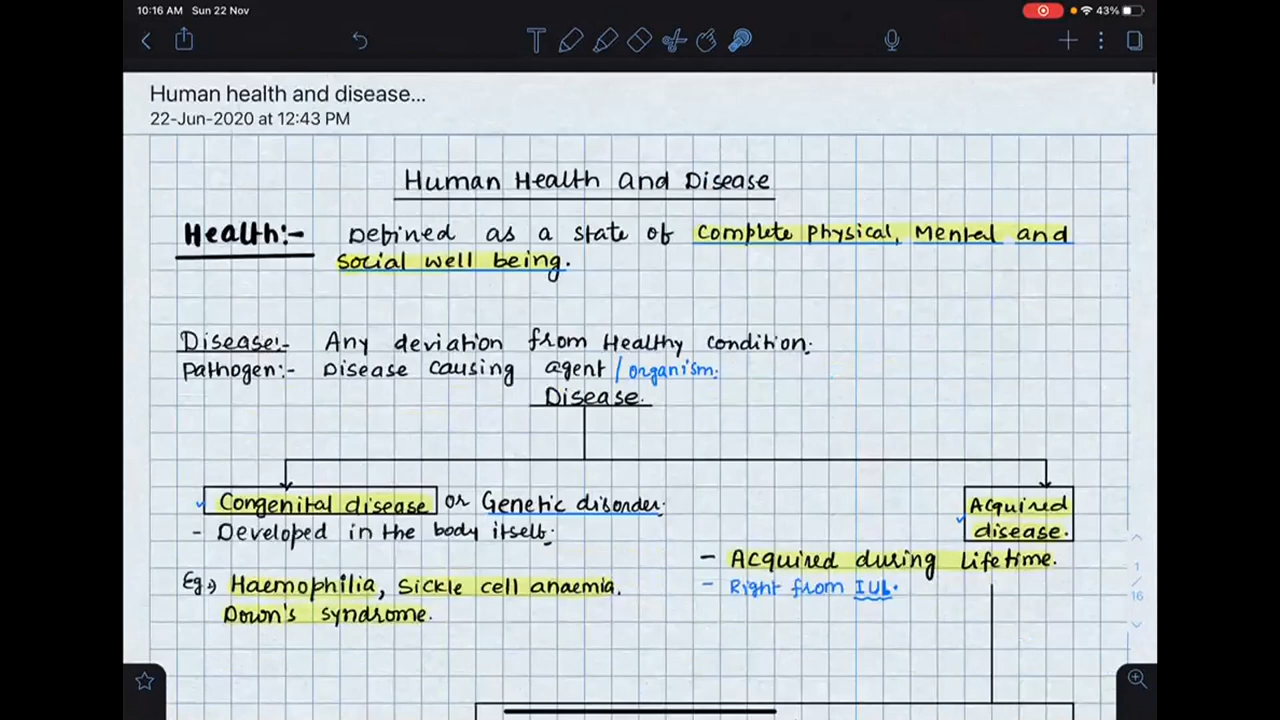 10:16 AM Sun 22 Nov
43%
Human health and disease...
22-Jun-2020 at 12:43 PM
Human Health and Disease
Health:- Defined as a state of complete physical, Mental and
social well being.
Disease:- Any deviation from Healthy condition.
Pathogen:- Disease causing agent / organism.
Disease.
Congenital disease or Genetic disorder.
- Developed in the body itself.
Eg → Haemophilia, Sickle cell anaemia.
Down's syndrome.
Acquired
disease.
- Acquired during Lifetime.
- Right from IUL.
1
/
16